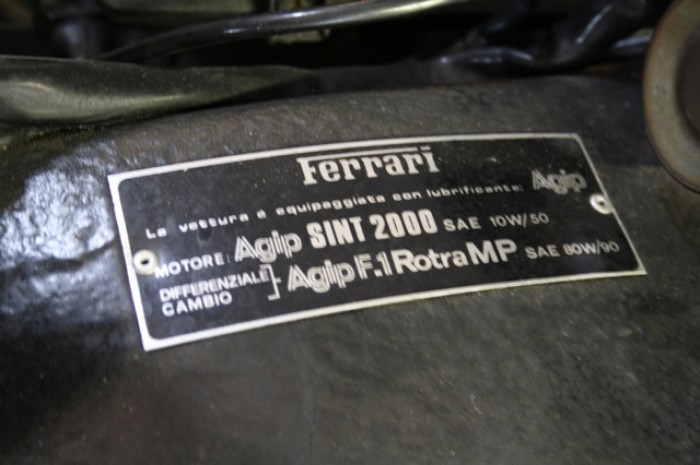 Ferrari
La vettura é equipaggiata con lubrificante: Agip
MOTORE: Agip SINT 2000 SAE 10W/50
DIFFERENZIALE } Agip F.1 Rotra MP SAE 80W/90
CAMBIO